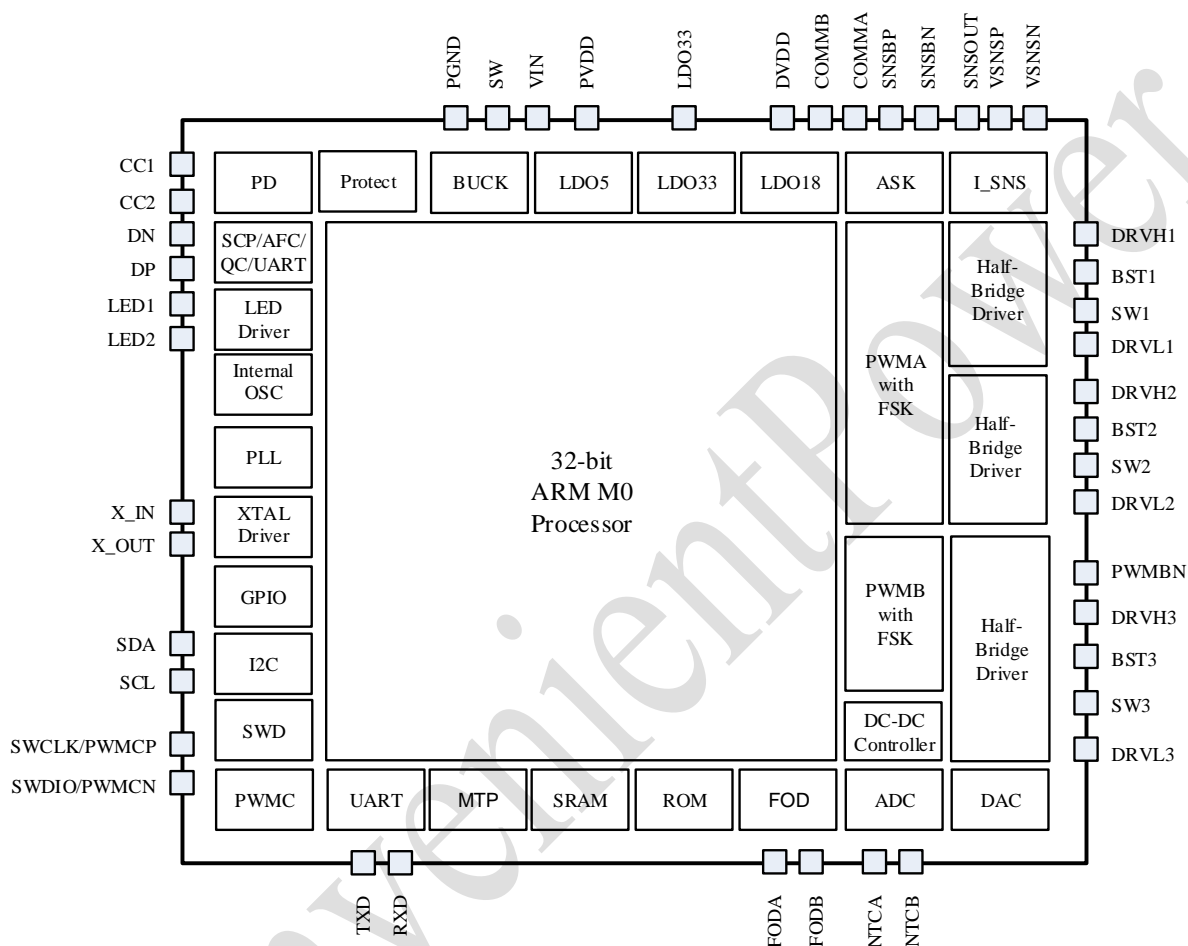 PGND
SW
VIN
PVDD
LDO33
DVDD
COMMB
COMMA
SNSBP
SNSBN
SNSOUT
VSNSP
VSNSN
CC1
CC2
DN
DP
LED1
LED2
X_IN
X_OUT
SDA
SCL
SWCLK/PWMCP
SWDIO/PWMCN
PD
Protect
BUCK
LDO5
LDO33
LDO18
ASK
I_SNS
SCP/AFC/
QC/UART
LED
Driver
Internal
OSC
PLL
XTAL
Driver
GPIO
I2C
SWD
32-bit
ARM M0
Processor
PWMA
with
FSK
PWMB
with
FSK
DC-DC
Controller
Half-
Bridge
Driver
Half-
Bridge
Driver
Half-
Bridge
Driver
PWMC
UART
MTP
SRAM
ROM
FOD
ADC
DAC
DRVH1
BST1
SW1
DRVL1
DRVH2
BST2
SW2
DRVL2
PWMBN
DRVH3
BST3
SW3
DRVL3
TXD
RXD
FODA
FODB
NTCA
NTCB
nvenientPower